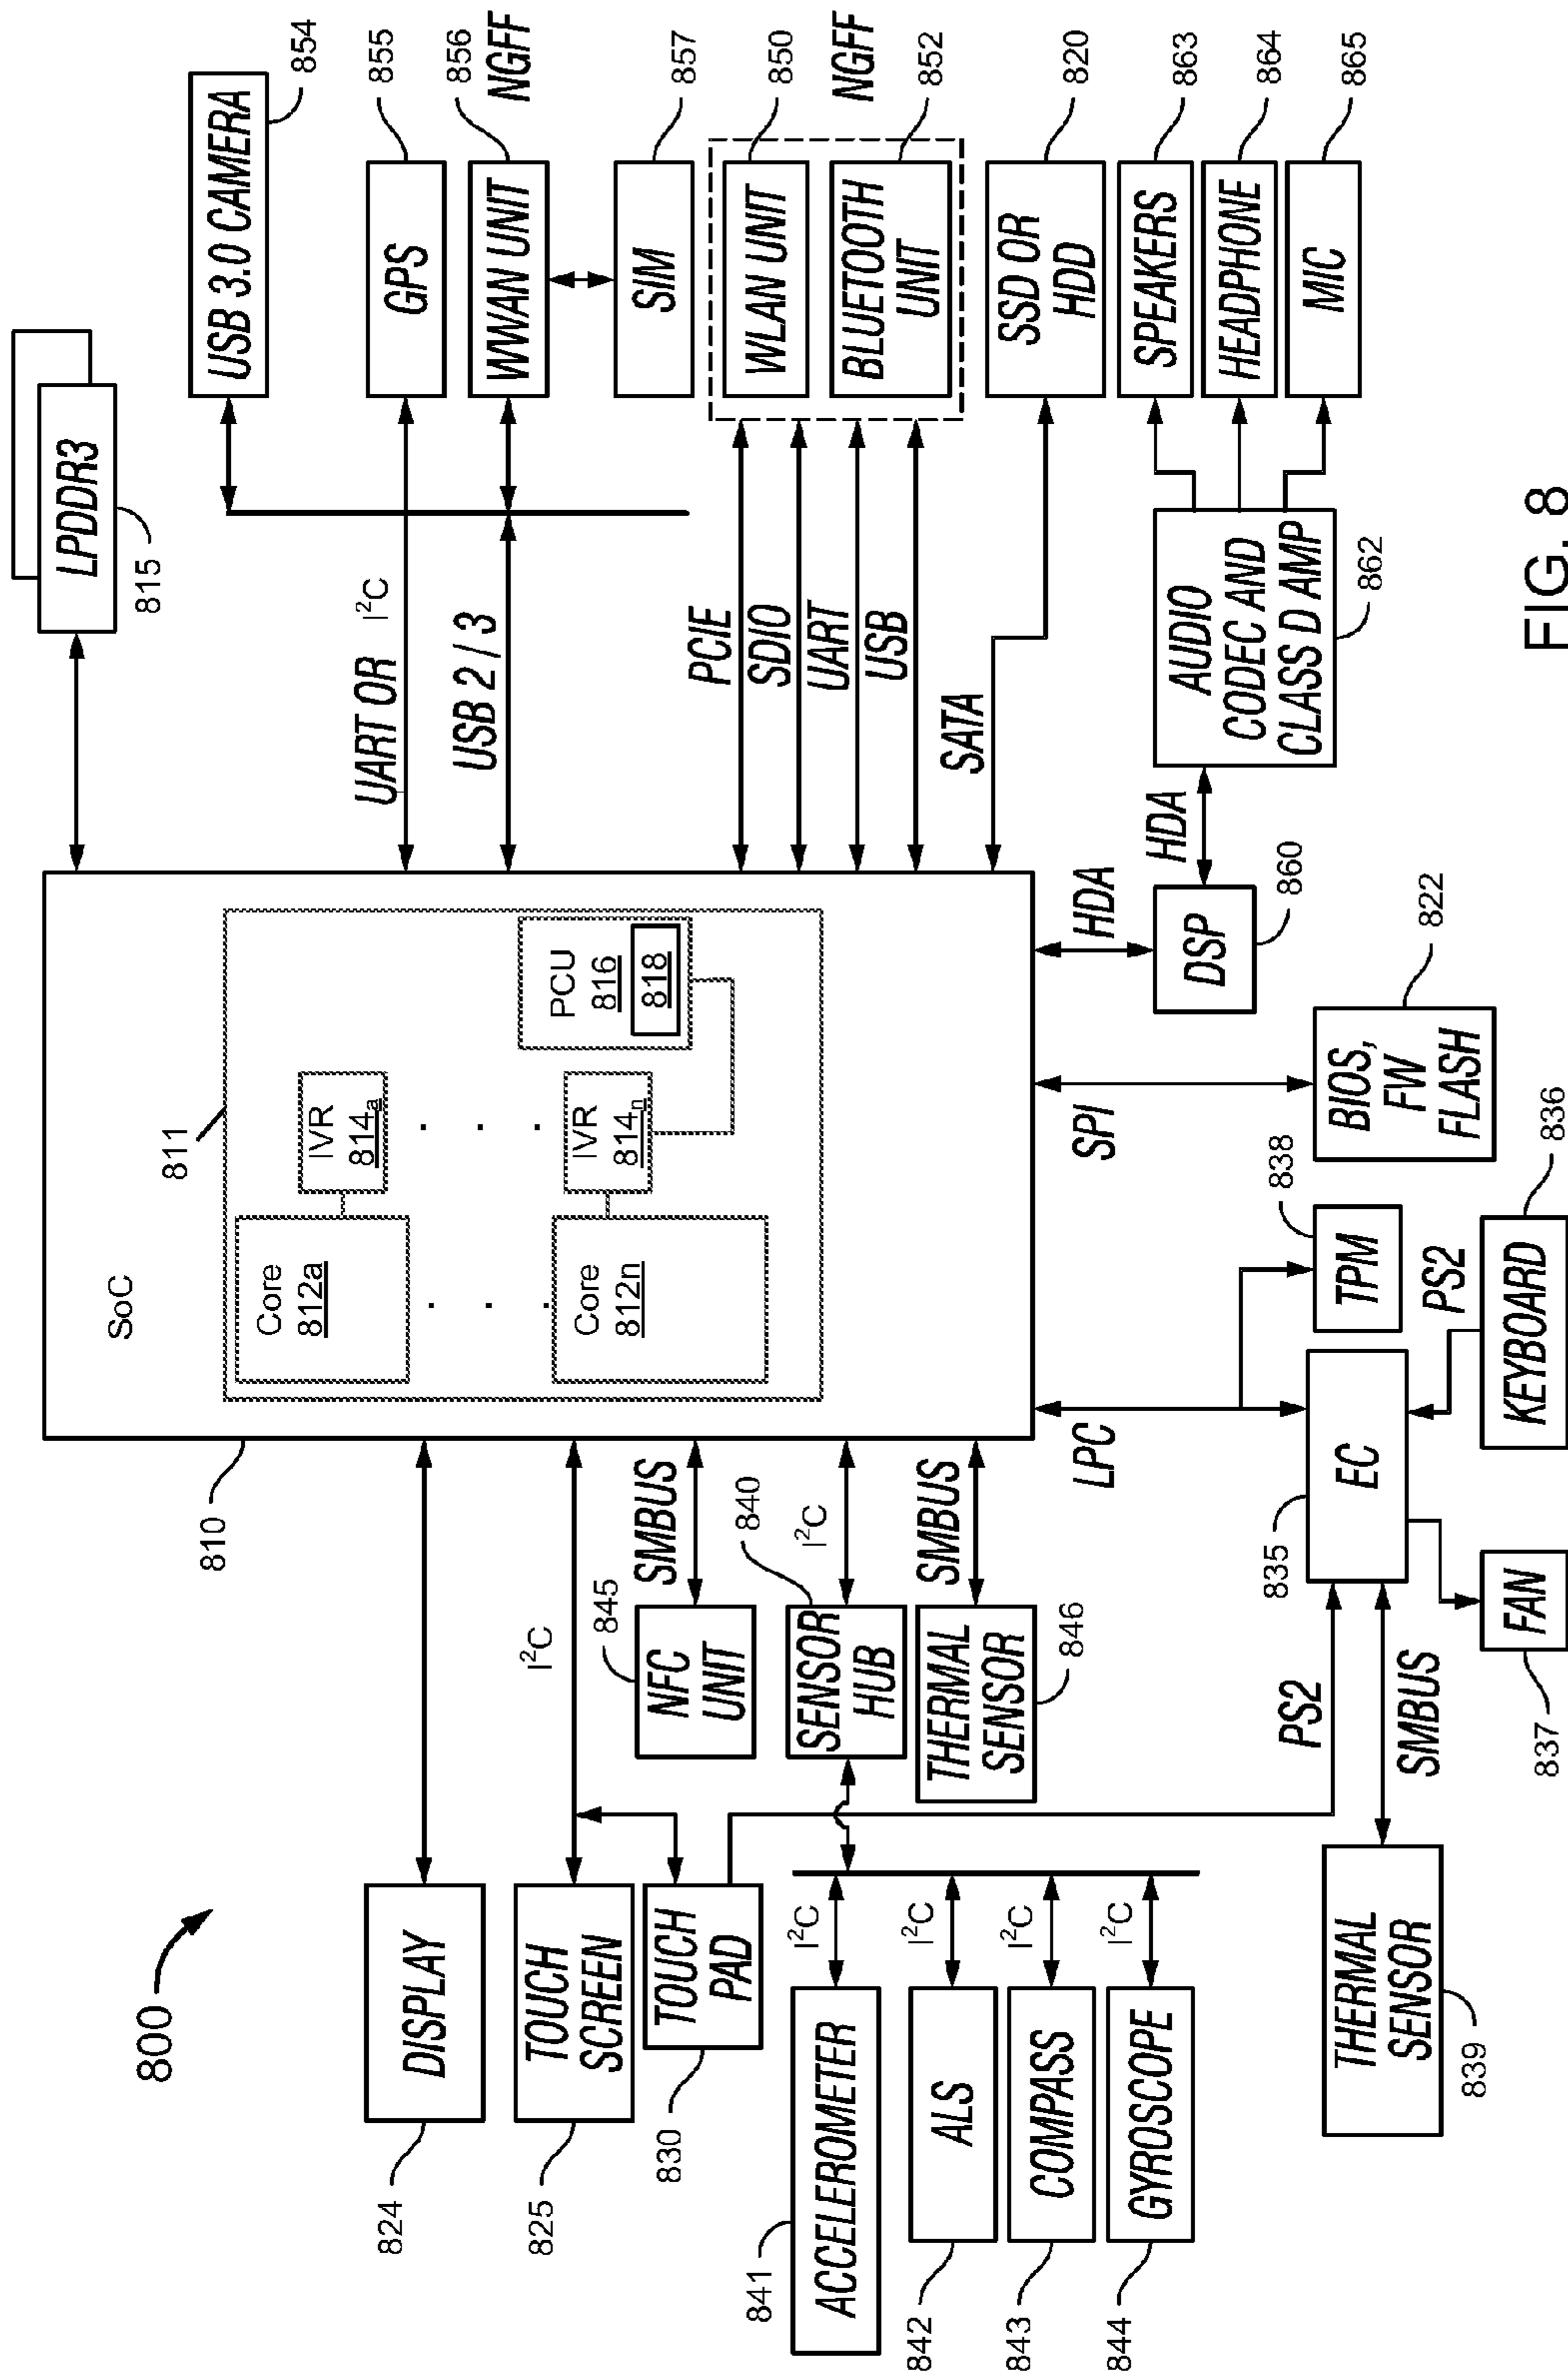 800
824
DISPLAY
825
TOUCH
SCREEN
830
TOUCH
PAD
I²C
841
ACCELEROMETER
I²C
842
ALS
I²C
843
COMPASS
I²C
844
GYROSCOPE
I²C
839
THERMAL
SENSOR
SMBUS
845
NFC
UNIT
SMBUS
840
SENSOR
HUB
I²C
846
THERMAL
SENSOR
SMBUS
PS2
837
FAN
835
EC
LPC
838
TPM
PS2
836
KEYBOARD
810
SoC
811
Core
812a
. . .
Core
812n
IVR
814a
. . .
IVR
814n
PCU
816
818
SPI
822
BIOS,
FW
FLASH
HDA
DSP
860
HDA
AUDIO
CODEC AND
CLASS D AMP
862
LPDDR3
815
UART OR
I²C
USB 2 / 3
PCIE
SDIO
UART
USB
SATA
USB 3.0 CAMERA
854
GPS
855
WWAN UNIT
856
NGFF
SIM
857
WLAN UNIT
850
NGFF
BLUETOOTH
UNIT
852
SSD OR
HDD
820
SPEAKERS
863
HEADPHONE
864
MIC
865
FIG. 8